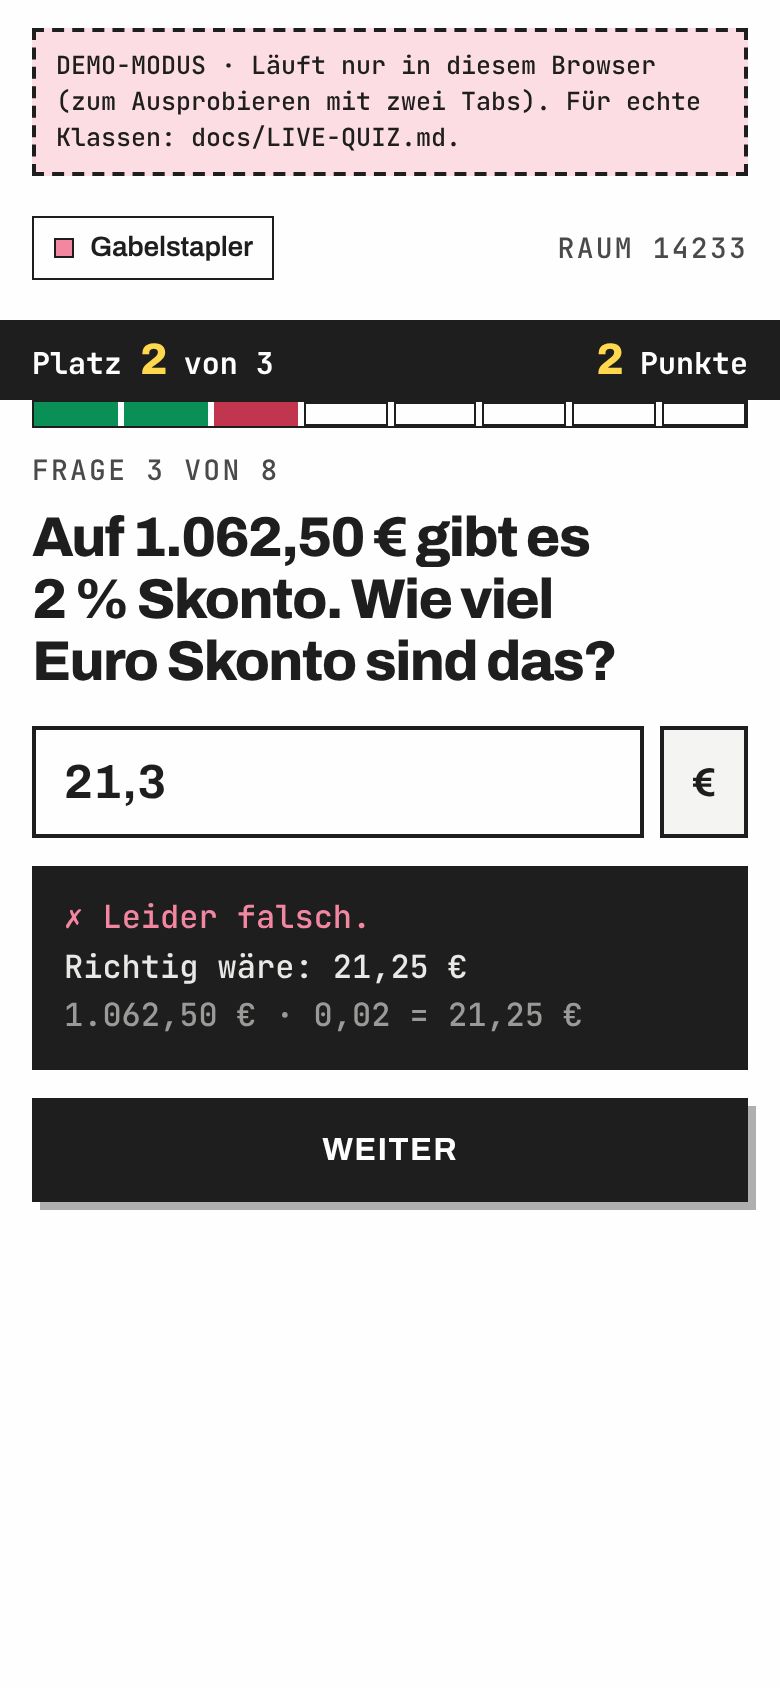 DEMO-MODUS · Läuft nur in diesem Browser
(zum Ausprobieren mit zwei Tabs). Für echte
Klassen: docs/LIVE-QUIZ.md.
Gabelstapler
RAUM 14233
Platz 2 von 3
2 Punkte
FRAGE 3 VON 8
Auf 1.062,50 € gibt es
2 % Skonto. Wie viel
Euro Skonto sind das?
21,3
€
✗ Leider falsch.
Richtig wäre: 21,25 €
1.062,50 € · 0,02 = 21,25 €
WEITER